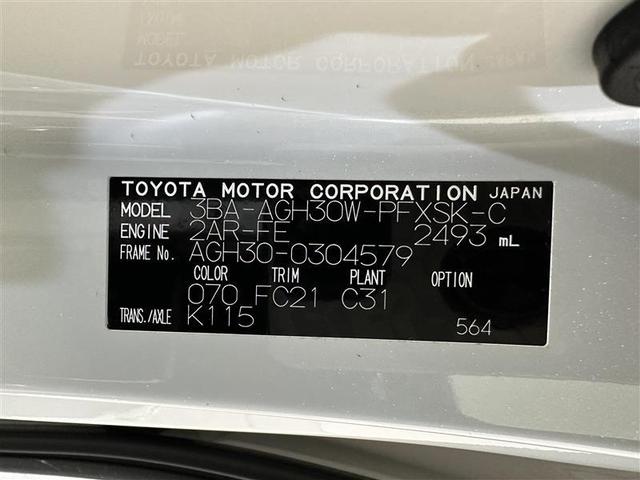 TOYOTA MOTOR CORPORATION JAPAN
MODEL 3BA-AGH30W-PFXSK-C
ENGINE 2AR-FE 2493 mL
FRAME No. AGH30-0304579
COLOR TRIM PLANT OPTION
070 FC21 C31
TRANS./AXLE K115
564